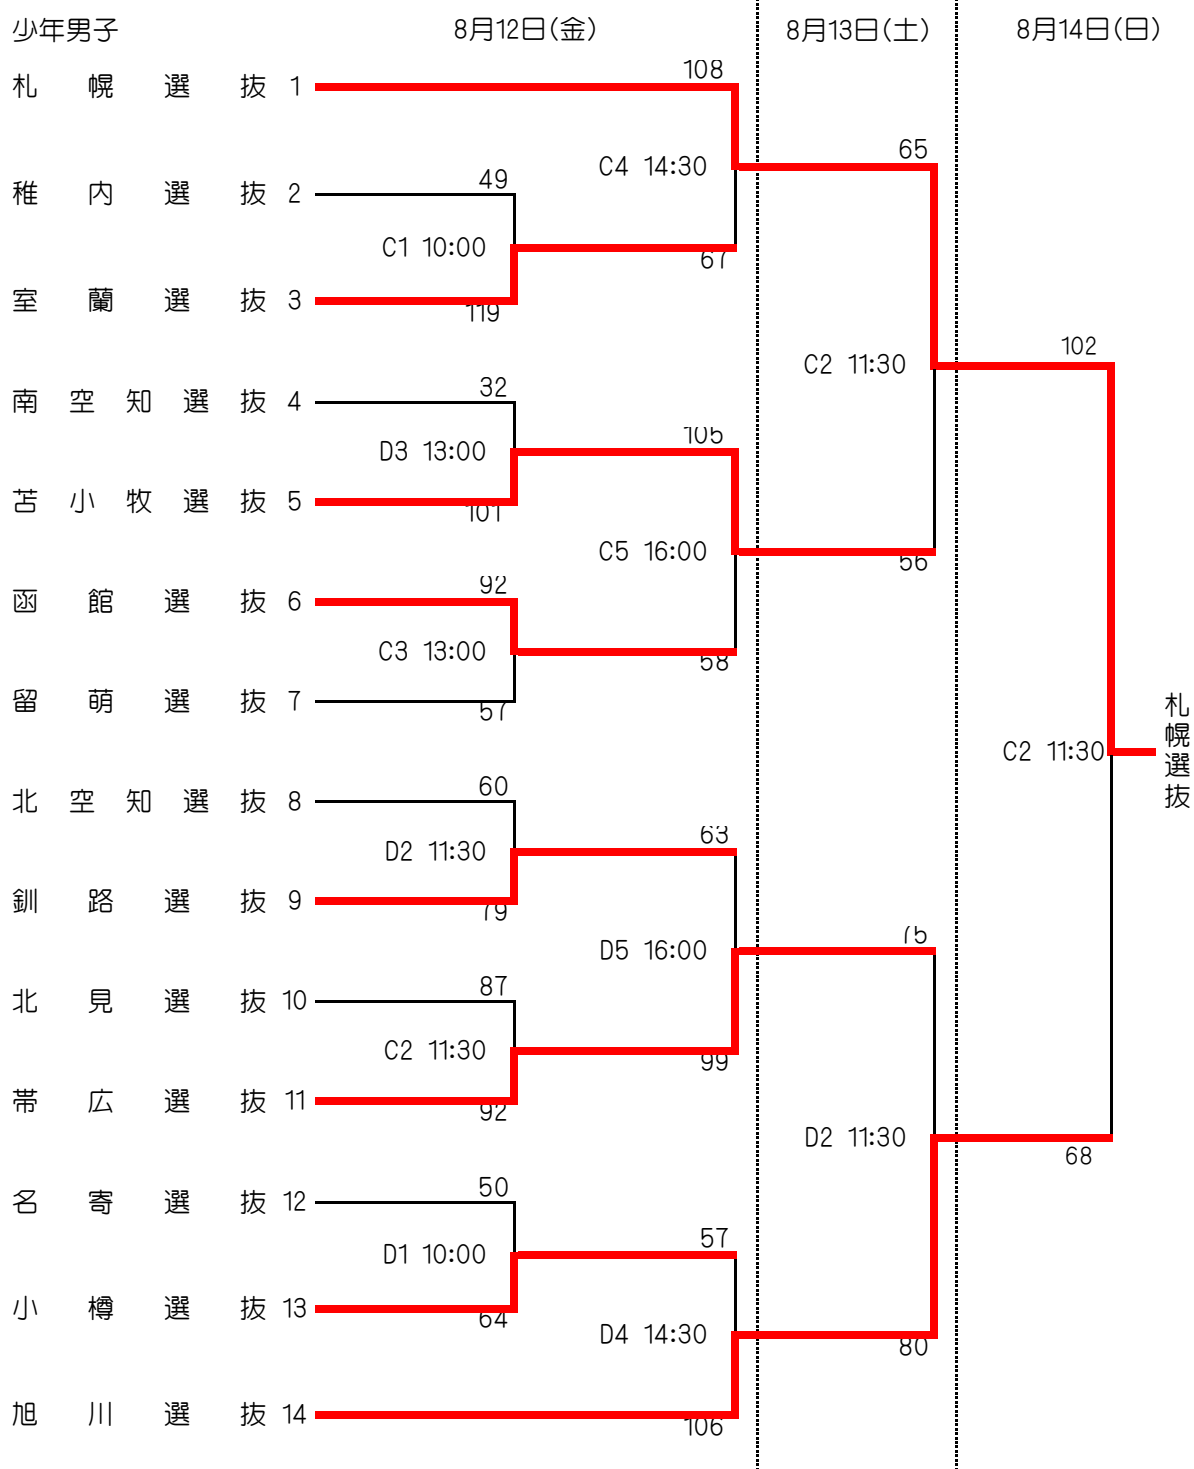 少年男子 8月12日(金) 8月13日(土) 8月14日(日)
108
札幌選抜 1
65
C4 14:30
49
稚内選抜 2
C1 10:00
67
室蘭選抜 3
119
102
C2 11:30
32
南空知選抜 4
105
D3 13:00
苫小牧選抜 5
101
C5 16:00
56
92
函館選抜 6
C3 13:00
58
留萌選抜 7
57
札幌選抜
C2 11:30
60
北空知選抜 8
63
D2 11:30
釧路選抜 9
79
75
D5 16:00
87
北見選抜 10
C2 11:30
99
帯広選抜 11
92
D2 11:30
68
50
名寄選抜 12
57
D1 10:00
小樽選抜 13
64
D4 14:30
80
旭川選抜 14
106